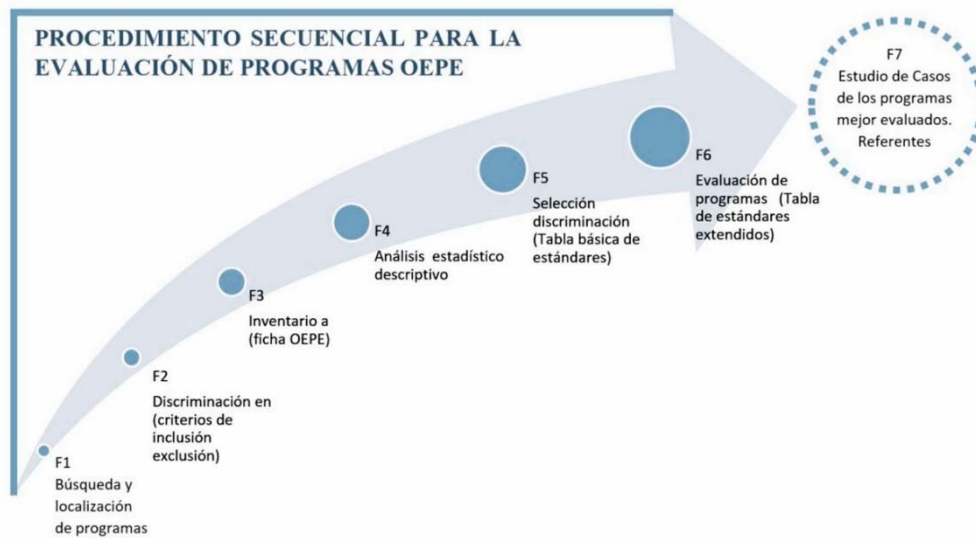 PROCEDIMIENTO SECUENCIAL PARA LA
EVALUACIÓN DE PROGRAMAS OEPE
F1
Búsqueda y
localización
de programas
F2
Discriminación en
(criterios de
inclusión
exclusión)
F3
Inventario a
(ficha OEPE)
F4
Análisis estadístico
descriptivo
F5
Selección
discriminación
(Tabla básica de
estándares)
F6
Evaluación de
programas (Tabla
de estándares
extendidos)
F7
Estudio de Casos
de los programas
mejor evaluados.
Referentes